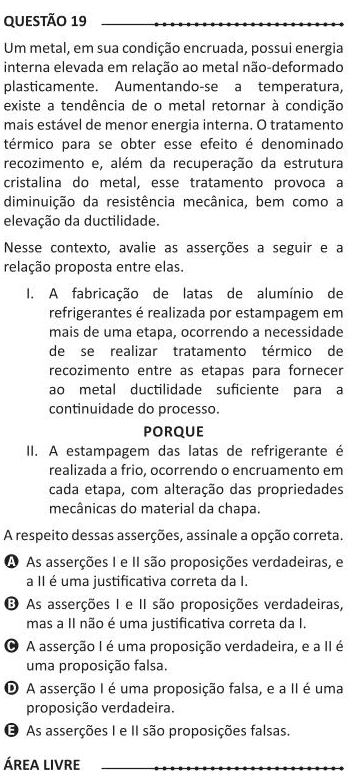 QUESTÃO 19
Um metal, em sua condição encruada, possui energia
interna elevada em relação ao metal não-deformado
plasticamente. Aumentando-se a temperatura,
existe a tendência de o metal retornar à condição
mais estável de menor energia interna. O tratamento
térmico para se obter esse efeito é denominado
recozimento e, além da recuperação da estrutura
cristalina do metal, esse tratamento provoca a
diminuição da resistência mecânica, bem como a
elevação da ductilidade.
Nesse contexto, avalie as asserções a seguir e a
relação proposta entre elas.
I. A fabricação de latas de alumínio de
refrigerantes é realizada por estampagem em
mais de uma etapa, ocorrendo a necessidade
de se realizar tratamento térmico de
recozimento entre as etapas para fornecer
ao metal ductilidade suficiente para a
continuidade do processo.
PORQUE
II. A estampagem das latas de refrigerante é
realizada a frio, ocorrendo o encruamento em
cada etapa, com alteração das propriedades
mecânicas do material da chapa.
A respeito dessas asserções, assinale a opção correta.
A As asserções I e II são proposições verdadeiras, e
a II é uma justificativa correta da I.
B As asserções I e II são proposições verdadeiras,
mas a II não é uma justificativa correta da I.
C A asserção I é uma proposição verdadeira, e a II é
uma proposição falsa.
D A asserção I é uma proposição falsa, e a II é uma
proposição verdadeira.
E As asserções I e II são proposições falsas.
ÁREA LIVRE